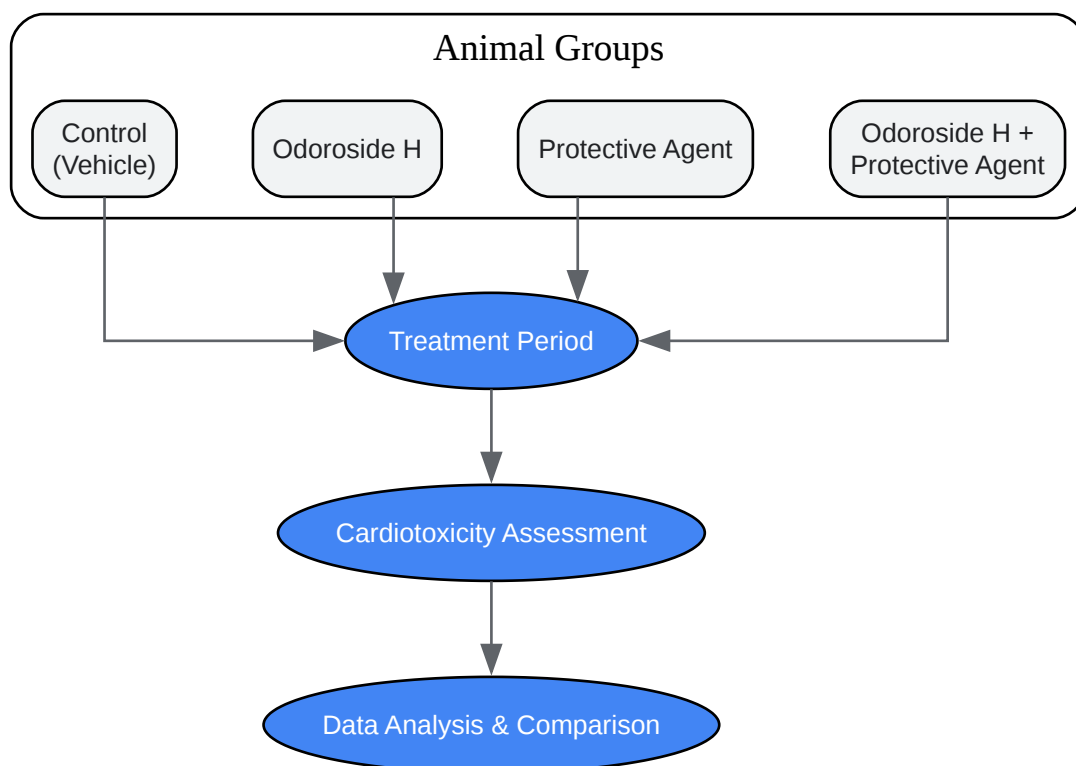 Animal Groups
Control
(Vehicle)
Odoroside H
Protective Agent
Odoroside H +
Protective Agent
Treatment Period
Cardiotoxicity Assessment
Data Analysis & Comparison